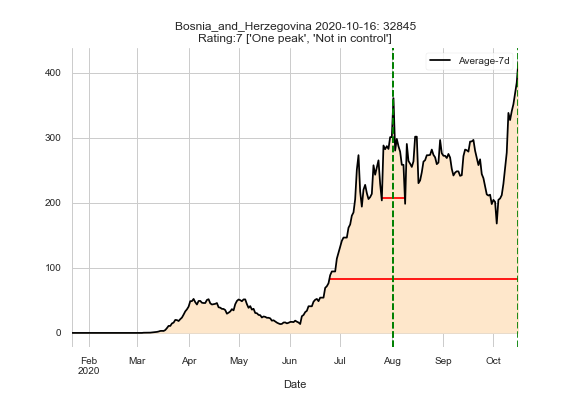 Bosnia_and_Herzegovina 2020-10-16: 32845
Rating:7 ['One peak', 'Not in control']
Average-7d
400
300
200
100
0
Feb Mar Apr May Jun Jul Aug Sep Oct
2020
Date